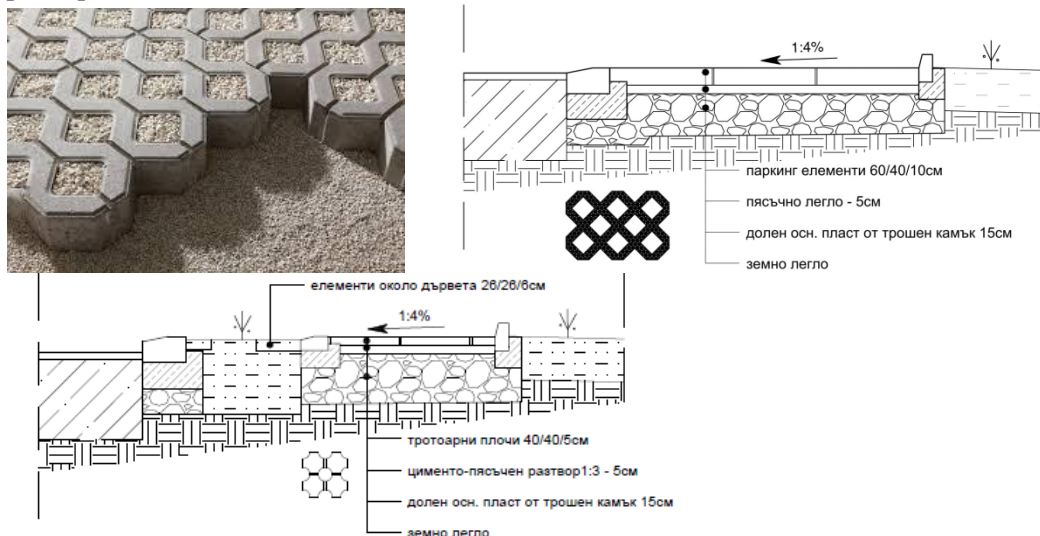 1:4%
паркинг елементи 60/40/10см
пясъчно легло - 5см
долен осн. пласт от трошен камък 15см
земно легло
елементи около дървета 26/26/6см
1:4%
тротоарни плочи 40/40/5см
цименто-пясъчен разтвор1:3 - 5см
долен осн. пласт от трошен камък 15см
земно легло